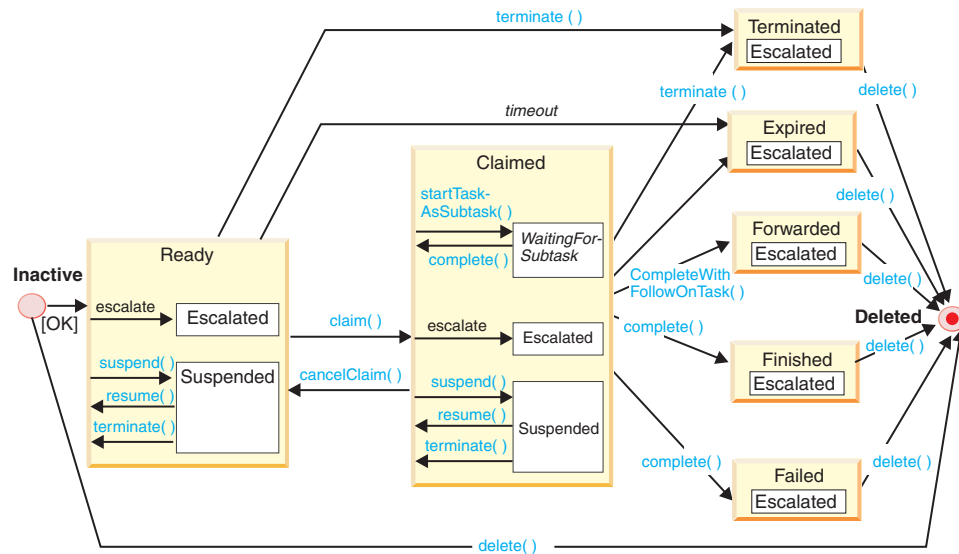 terminate ( )
Terminated
Escalated
terminate ( )
delete( )
timeout
Expired
Escalated
delete( )
Claimed
startTask-
AsSubtask( )
WaitingFor-
Subtask
complete( )
Forwarded
Escalated
delete( )
CompleteWith
FollowOnTask( )
Ready
Inactive
[OK]
escalate
Escalated
claim( )
escalate
Escalated
complete( )
Deleted
Finished
Escalated
delete( )
suspend( )
Suspended
resume( )
terminate( )
cancelClaim( )
suspend( )
resume( )
Suspended
terminate( )
complete( )
Failed
Escalated
delete( )
delete( )